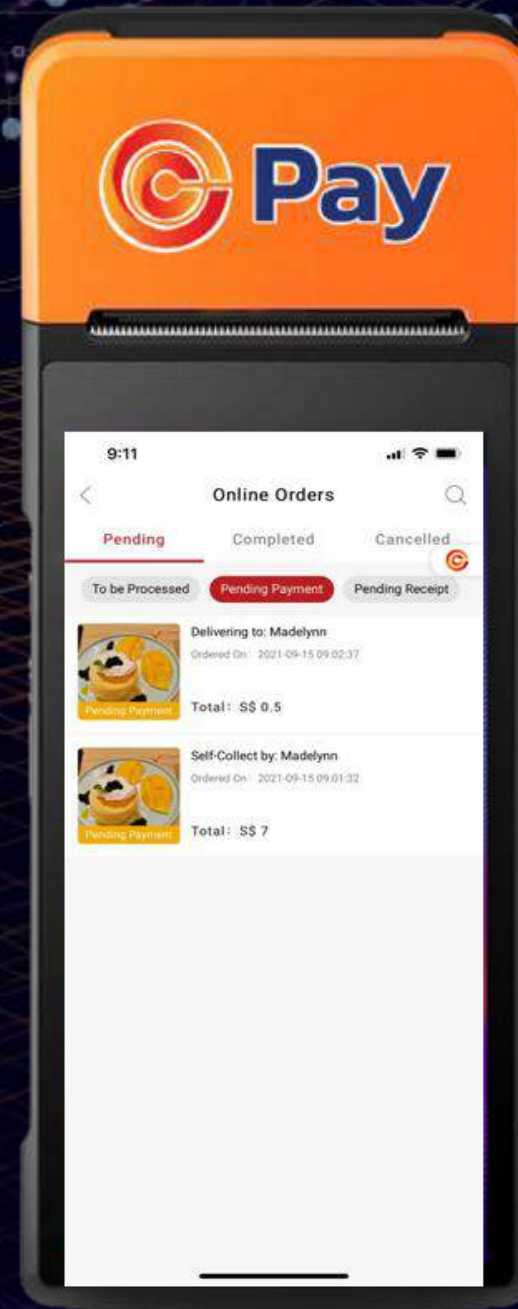 Pay
9:11
Online Orders
Pending Completed Cancelled
To be Processed Pending Payment Pending Receipt
Delivering to: Madelynn
Ordered On: 2021-09-15 09:02:37
Pending Payment
Total: S$ 0.5
Self-Collect by: Madelynn
Ordered On: 2021-09-15 09:01:32
Pending Payment
Total: S$ 7